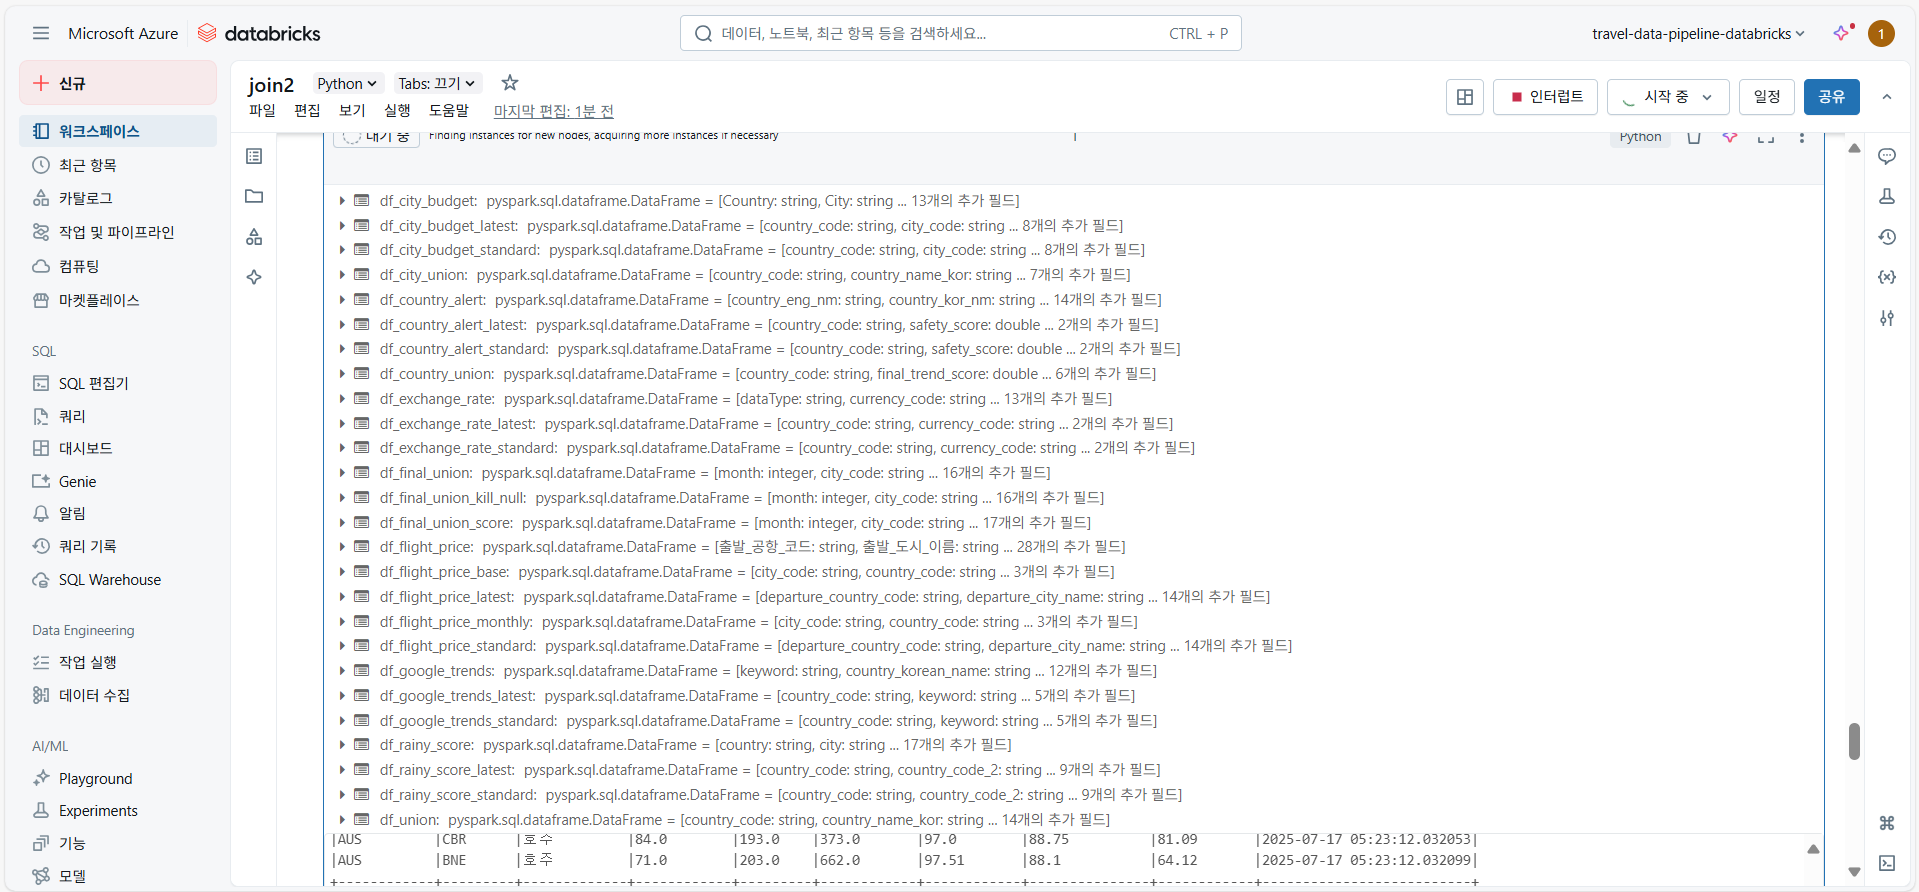 Microsoft Azure
databricks
데이터, 노트북, 최근 항목 등을 검색하세요...
CTRL + P
travel-data-pipeline-databricks
1
신규
워크스페이스
최근 항목
카탈로그
작업 및 파이프라인
컴퓨팅
마켓플레이스
SQL
SQL 편집기
쿼리
대시보드
Genie
알림
쿼리 기록
SQL Warehouse
Data Engineering
작업 실행
데이터 수집
AI/ML
Playground
Experiments
기능
모델
join2
Python
Tabs: 끄기
파일 편집 보기 실행 도움말
마지막 편집: 1분 전
인터럽트
시작 중
일정
공유
대기 중
Finding instances for new nodes, acquiring more instances if necessary
Python
df_city_budget: pyspark.sql.dataframe.DataFrame = [Country: string, City: string ... 13개의 추가 필드]
df_city_budget_latest: pyspark.sql.dataframe.DataFrame = [country_code: string, city_code: string ... 8개의 추가 필드]
df_city_budget_standard: pyspark.sql.dataframe.DataFrame = [country_code: string, city_code: string ... 8개의 추가 필드]
df_city_union: pyspark.sql.dataframe.DataFrame = [country_code: string, country_name_kor: string ... 7개의 추가 필드]
df_country_alert: pyspark.sql.dataframe.DataFrame = [country_eng_nm: string, country_kor_nm: string ... 14개의 추가 필드]
df_country_alert_latest: pyspark.sql.dataframe.DataFrame = [country_code: string, safety_score: double ... 2개의 추가 필드]
df_country_alert_standard: pyspark.sql.dataframe.DataFrame = [country_code: string, safety_score: double ... 2개의 추가 필드]
df_country_union: pyspark.sql.dataframe.DataFrame = [country_code: string, final_trend_score: double ... 6개의 추가 필드]
df_exchange_rate: pyspark.sql.dataframe.DataFrame = [dataType: string, currency_code: string ... 13개의 추가 필드]
df_exchange_rate_latest: pyspark.sql.dataframe.DataFrame = [country_code: string, currency_code: string ... 2개의 추가 필드]
df_exchange_rate_standard: pyspark.sql.dataframe.DataFrame = [country_code: string, currency_code: string ... 2개의 추가 필드]
df_final_union: pyspark.sql.dataframe.DataFrame = [month: integer, city_code: string ... 16개의 추가 필드]
df_final_union_kill_null: pyspark.sql.dataframe.DataFrame = [month: integer, city_code: string ... 16개의 추가 필드]
df_final_union_score: pyspark.sql.dataframe.DataFrame = [month: integer, city_code: string ... 17개의 추가 필드]
df_flight_price: pyspark.sql.dataframe.DataFrame = [출발_공항_코드: string, 출발_도시_이름: string ... 28개의 추가 필드]
df_flight_price_base: pyspark.sql.dataframe.DataFrame = [city_code: string, country_code: string ... 3개의 추가 필드]
df_flight_price_latest: pyspark.sql.dataframe.DataFrame = [departure_country_code: string, departure_city_name: string ... 14개의 추가 필드]
df_flight_price_monthly: pyspark.sql.dataframe.DataFrame = [city_code: string, country_code: string ... 3개의 추가 필드]
df_flight_price_standard: pyspark.sql.dataframe.DataFrame = [departure_country_code: string, departure_city_name: string ... 14개의 추가 필드]
df_google_trends: pyspark.sql.dataframe.DataFrame = [keyword: string, country_korean_name: string ... 12개의 추가 필드]
df_google_trends_latest: pyspark.sql.dataframe.DataFrame = [country_code: string, keyword: string ... 5개의 추가 필드]
df_google_trends_standard: pyspark.sql.dataframe.DataFrame = [country_code: string, keyword: string ... 5개의 추가 필드]
df_rainy_score: pyspark.sql.dataframe.DataFrame = [country: string, city: string ... 17개의 추가 필드]
df_rainy_score_latest: pyspark.sql.dataframe.DataFrame = [country_code: string, country_code_2: string ... 9개의 추가 필드]
df_rainy_score_standard: pyspark.sql.dataframe.DataFrame = [country_code: string, country_code_2: string ... 9개의 추가 필드]
df_union: pyspark.sql.dataframe.DataFrame = [country_code: string, country_name_kor: string ... 14개의 추가 필드]
|AUS |CBR |호주 |84.0 |193.0 |373.0 |97.0 |88.75 |81.09 |2025-07-17 05:23:12.032053|
|AUS |BNE |호주 |71.0 |203.0 |662.0 |97.51 |88.1 |64.12 |2025-07-17 05:23:12.032099|